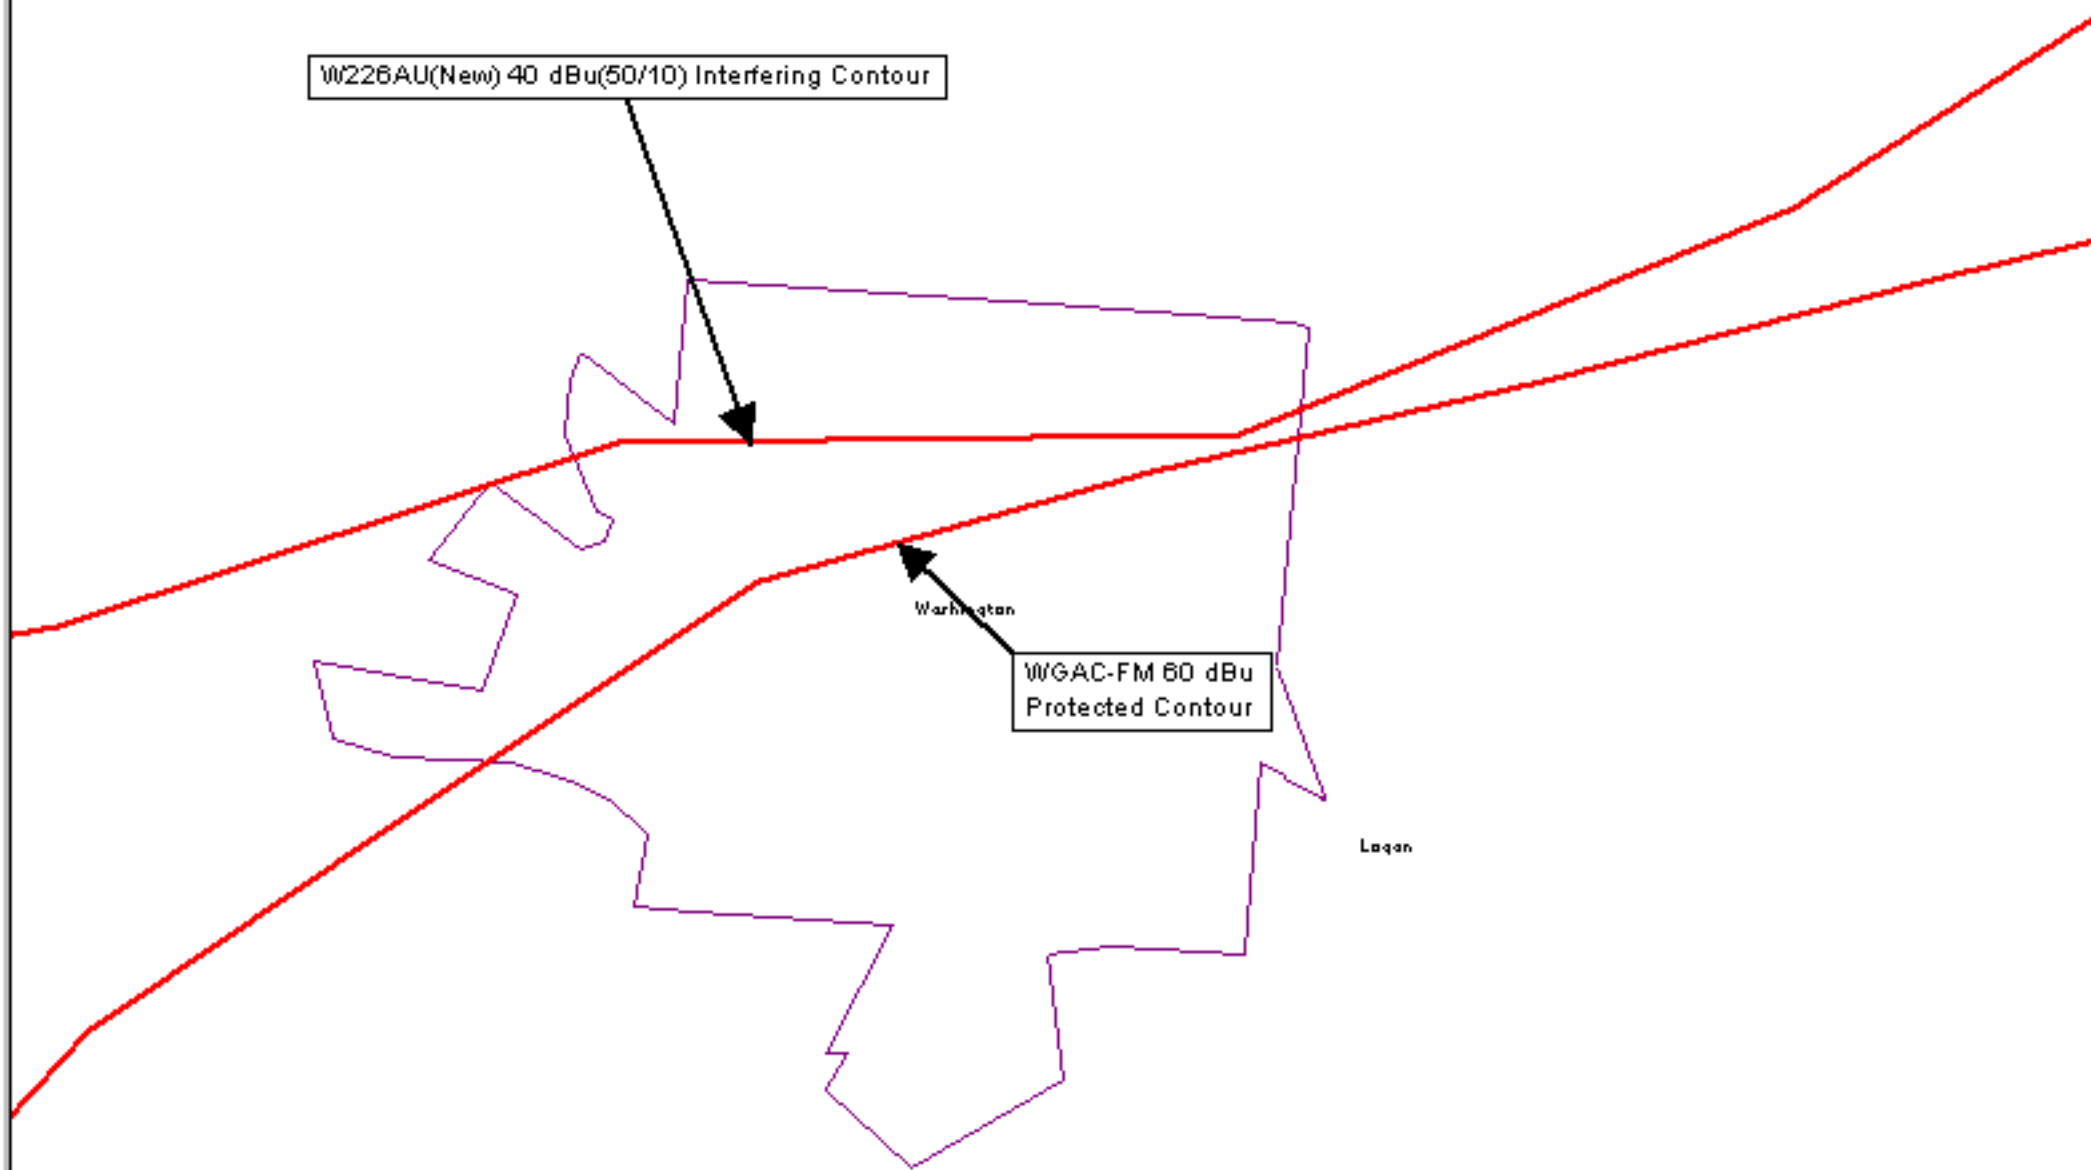 W226AU(New) 40 dBu(50/10) Interfering Contour
Washington
WGAC-FM 60 dBu
Protected Contour
Logan